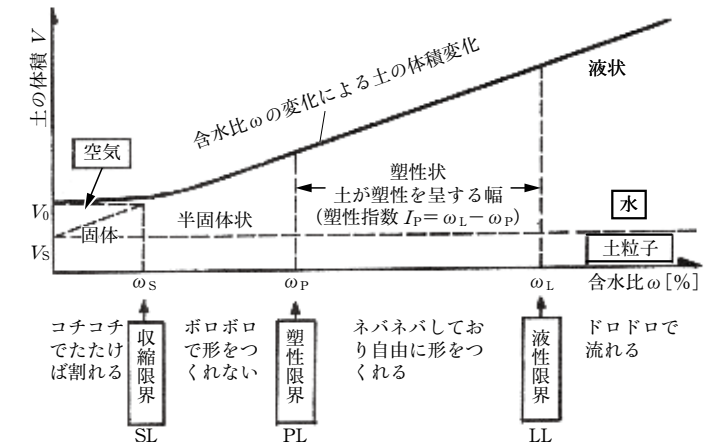 土の体積 V
含水比ωの変化による土の体積変化
液状
空気
塑性状
土が塑性を呈する幅
(塑性指数 IP=ωL−ωP)
水
V0
固体
半固体状
VS
土粒子
ωS
ωP
ωL
含水比ω[%]
コチコチ
でたたけ
ば割れる
収縮限界
ボロボロ
で形をつ
くれない
塑性限界
ネバネバしてお
り自由に形をつ
くれる
液性限界
ドロドロで
流れる
SL
PL
LL